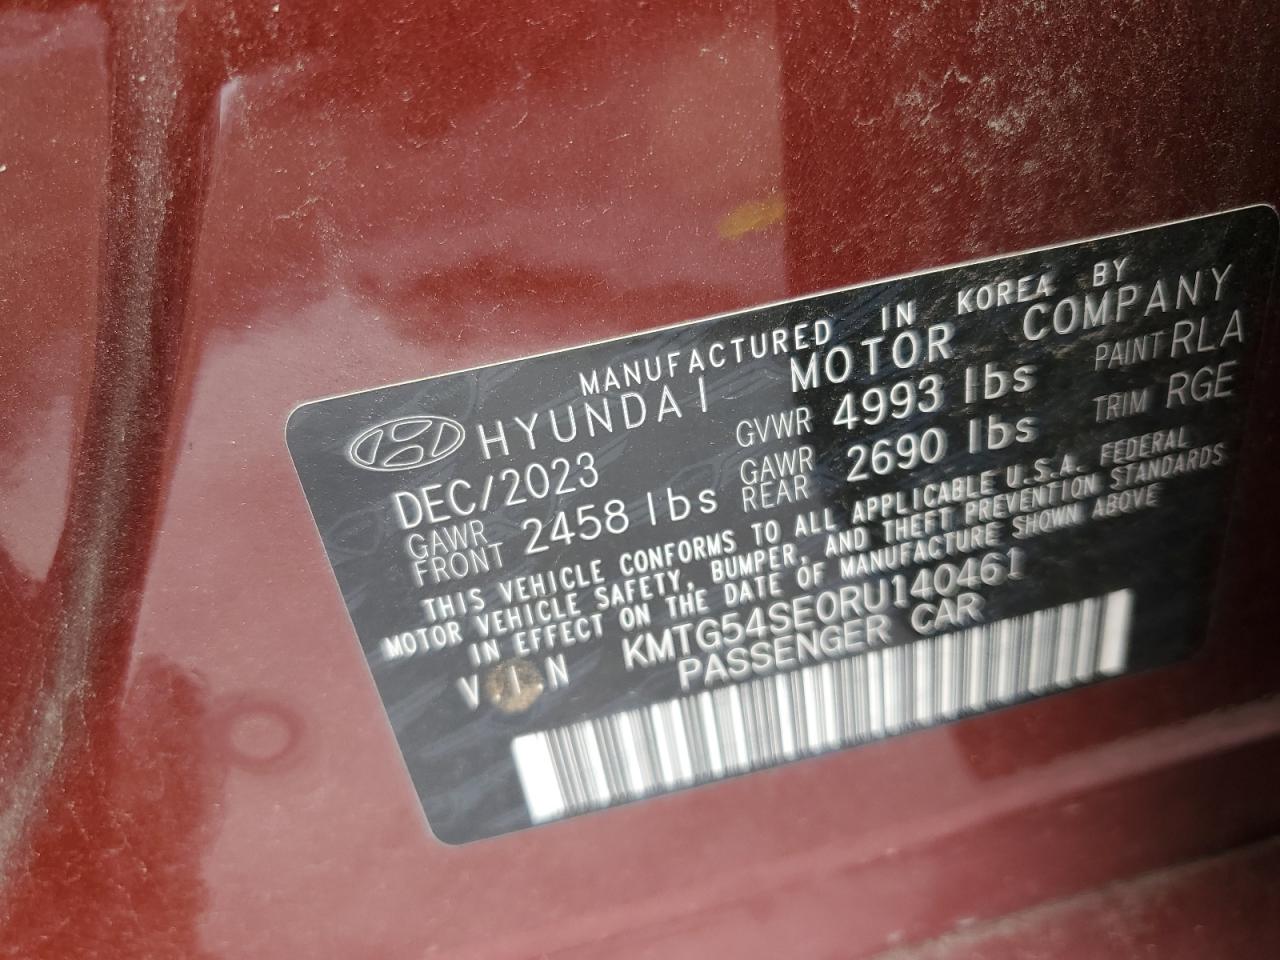 MANUFACTURED IN KOREA BY
HYUNDAI MOTOR COMPANY
DEC/2023 GVWR 4993 lbs PAINT RLA
GAWR FRONT 2458 lbs GAWR REAR 2690 lbs TRIM RGE
THIS VEHICLE CONFORMS TO ALL APPLICABLE U.S.A. FEDERAL
MOTOR VEHICLE SAFETY, BUMPER, AND THEFT PREVENTION STANDARDS
IN EFFECT ON THE DATE OF MANUFACTURE SHOWN ABOVE
V.I.N KMTG54SE0RU140461
PASSENGER CAR